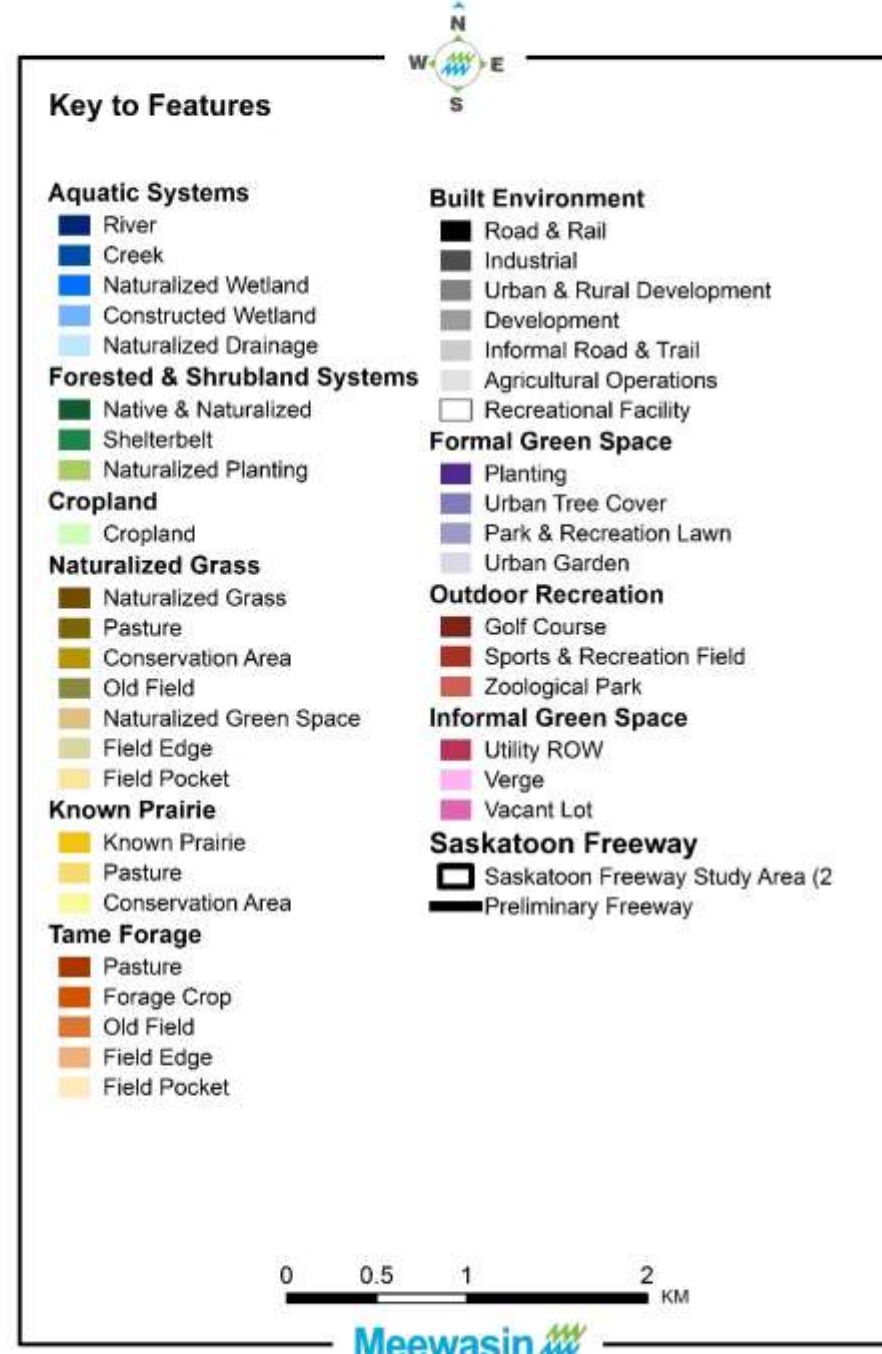 N
W E
S
Key to Features
Aquatic Systems
River
Creek
Naturalized Wetland
Constructed Wetland
Naturalized Drainage
Forested & Shrubland Systems
Native & Naturalized
Shelterbelt
Naturalized Planting
Cropland
Cropland
Naturalized Grass
Naturalized Grass
Pasture
Conservation Area
Old Field
Naturalized Green Space
Field Edge
Field Pocket
Known Prairie
Known Prairie
Pasture
Conservation Area
Tame Forage
Pasture
Forage Crop
Old Field
Field Edge
Field Pocket
Built Environment
Road & Rail
Industrial
Urban & Rural Development
Development
Informal Road & Trail
Agricultural Operations
Recreational Facility
Formal Green Space
Planting
Urban Tree Cover
Park & Recreation Lawn
Urban Garden
Outdoor Recreation
Golf Course
Sports & Recreation Field
Zoological Park
Informal Green Space
Utility ROW
Verge
Vacant Lot
Saskatoon Freeway
Saskatoon Freeway Study Area (2
Preliminary Freeway
0 0.5 1 2
KM
Meewasin